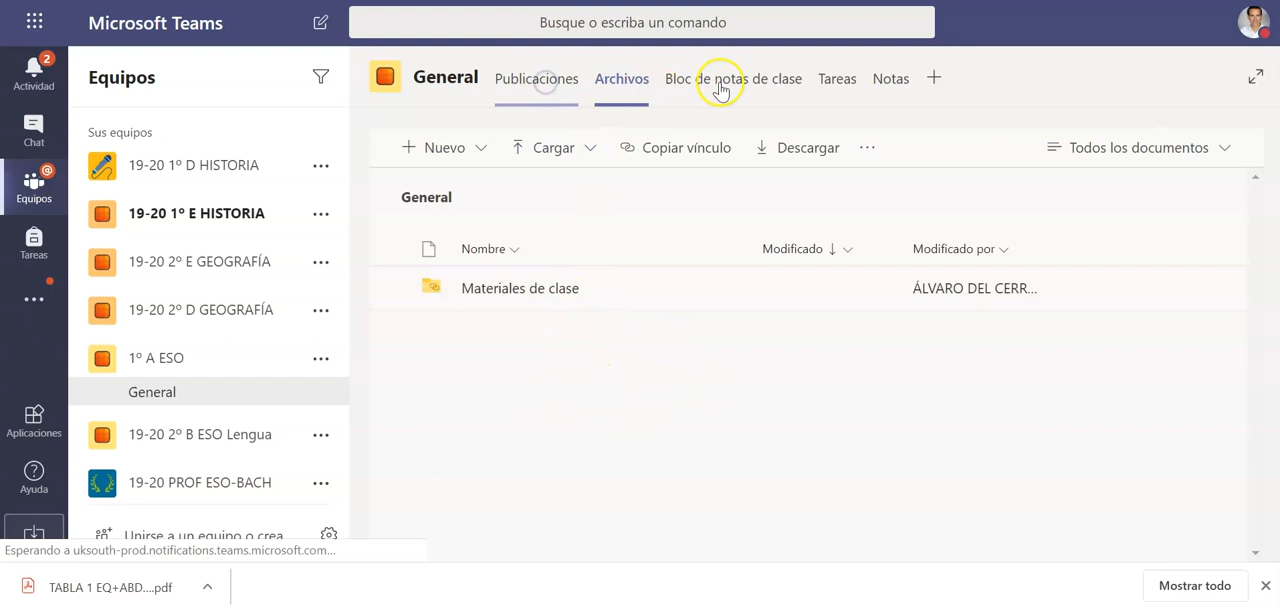 Microsoft Teams
Busque o escriba un comando
2
Actividad
Chat
@
Equipos
Tareas
Aplicaciones
Ayuda
Equipos
Sus equipos
19-20 1º D HISTORIA
19-20 1º E HISTORIA
19-20 2º E GEOGRAFÍA
19-20 2º D GEOGRAFÍA
1º A ESO
General
19-20 2º B ESO Lengua
19-20 PROF ESO-BACH
Unirse a un equipo o crea
General Publicaciones Archivos Bloc de notas de clase Tareas Notas
Nuevo Cargar Copiar vínculo Descargar Todos los documentos
General
Nombre Modificado Modificado por
Materiales de clase ÁLVARO DEL CERR...
Esperando a uksouth-prod.notifications.teams.microsoft.com...
TABLA 1 EQ+ABD....pdf Mostrar todo